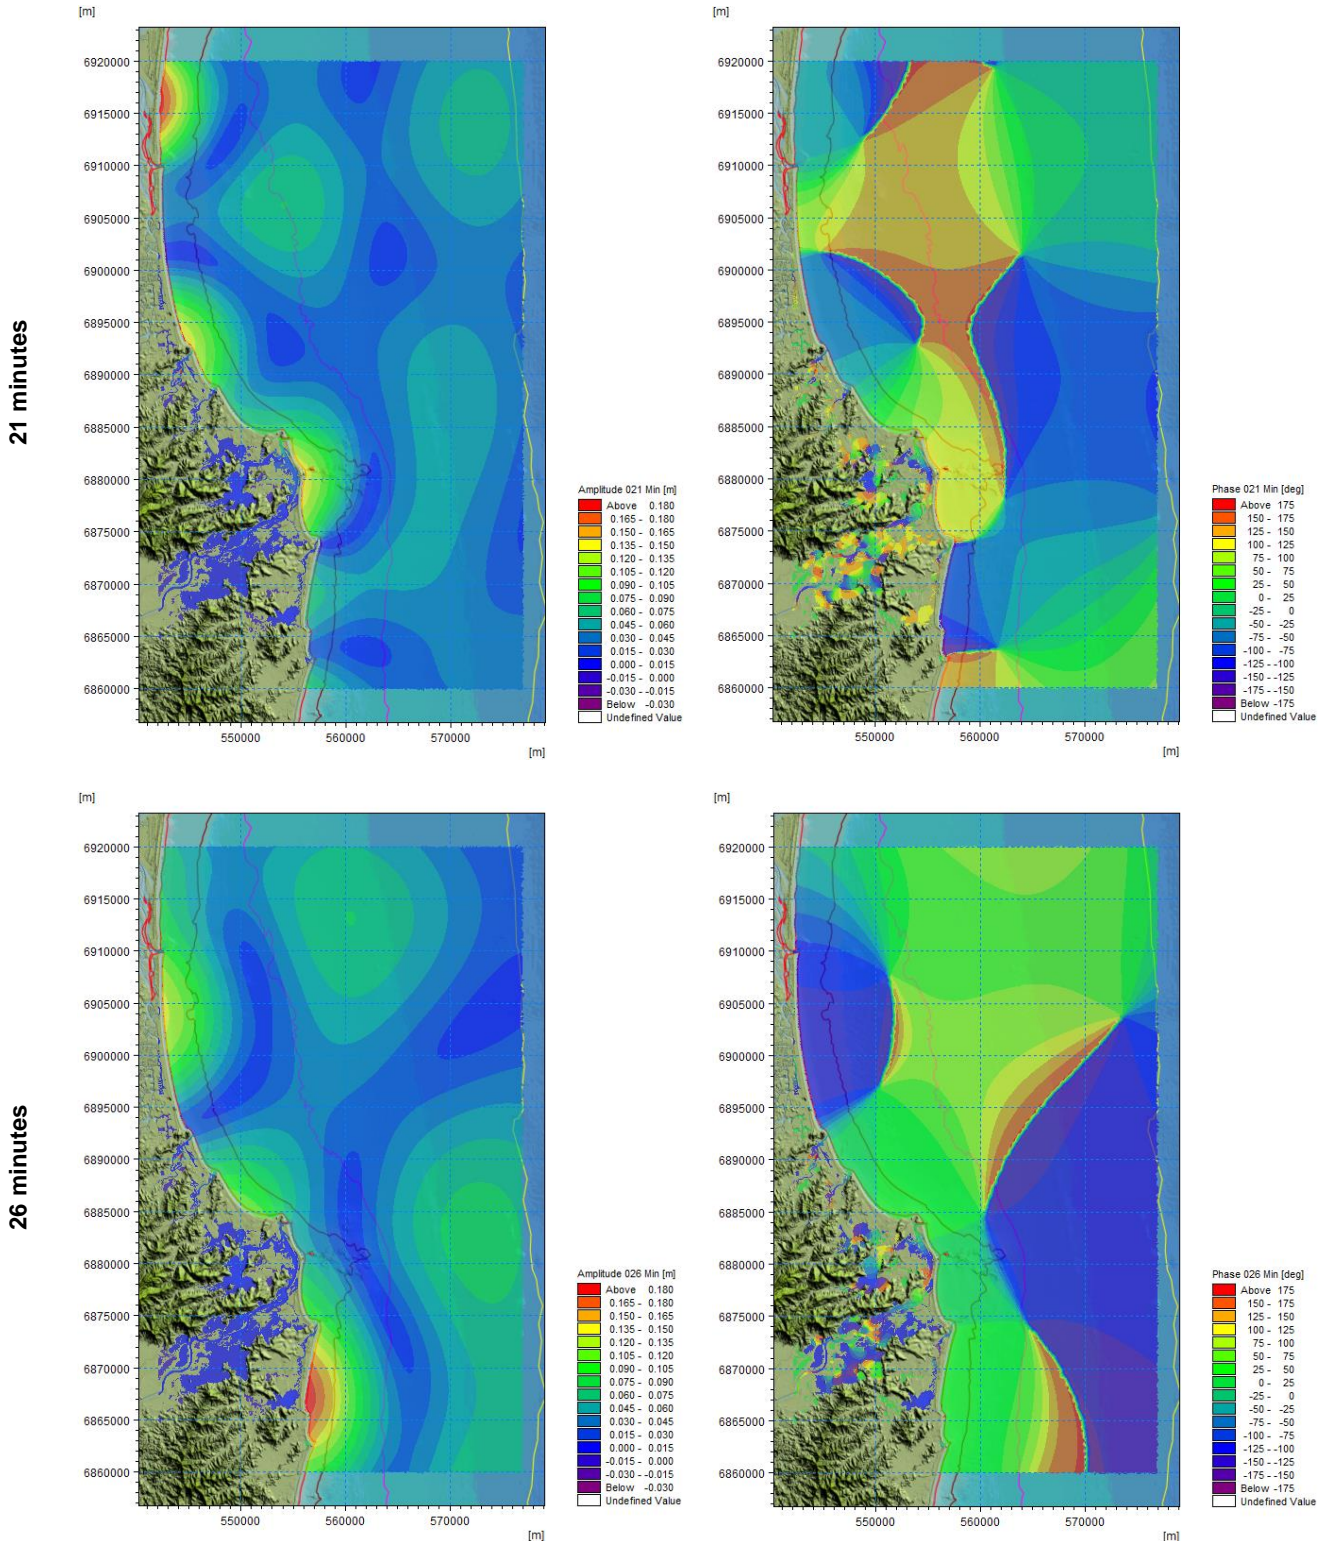 21 minutes
[m]
6920000
6915000
6910000
6905000
6900000
6895000
6890000
6885000
6880000
6875000
6870000
6865000
6860000
550000 560000 570000
[m]
Amplitude 021 Min [m]
Above 0.180
0.165 - 0.180
0.150 - 0.165
0.135 - 0.150
0.120 - 0.135
0.105 - 0.120
0.090 - 0.105
0.075 - 0.090
0.060 - 0.075
0.045 - 0.060
0.030 - 0.045
0.015 - 0.030
0.000 - 0.015
-0.015 - 0.000
-0.030 - -0.015
Below -0.030
Undefined Value
[m]
6920000
6915000
6910000
6905000
6900000
6895000
6890000
6885000
6880000
6875000
6870000
6865000
6860000
550000 560000 570000
[m]
Phase 021 Min [deg]
Above 175
150 - 175
125 - 150
100 - 125
75 - 100
50 - 75
25 - 50
0 - 25
-25 - 0
-50 - -25
-75 - -50
-100 - -75
-125 - -100
-150 - -125
-175 - -150
Below -175
Undefined Value
26 minutes
[m]
6920000
6915000
6910000
6905000
6900000
6895000
6890000
6885000
6880000
6875000
6870000
6865000
6860000
550000 560000 570000
[m]
Amplitude 026 Min [m]
Above 0.180
0.165 - 0.180
0.150 - 0.165
0.135 - 0.150
0.120 - 0.135
0.105 - 0.120
0.090 - 0.105
0.075 - 0.090
0.060 - 0.075
0.045 - 0.060
0.030 - 0.045
0.015 - 0.030
0.000 - 0.015
-0.015 - 0.000
-0.030 - -0.015
Below -0.030
Undefined Value
[m]
6920000
6915000
6910000
6905000
6900000
6895000
6890000
6885000
6880000
6875000
6870000
6865000
6860000
550000 560000 570000
[m]
Phase 026 Min [deg]
Above 175
150 - 175
125 - 150
100 - 125
75 - 100
50 - 75
25 - 50
0 - 25
-25 - 0
-50 - -25
-75 - -50
-100 - -75
-125 - -100
-150 - -125
-175 - -150
Below -175
Undefined Value